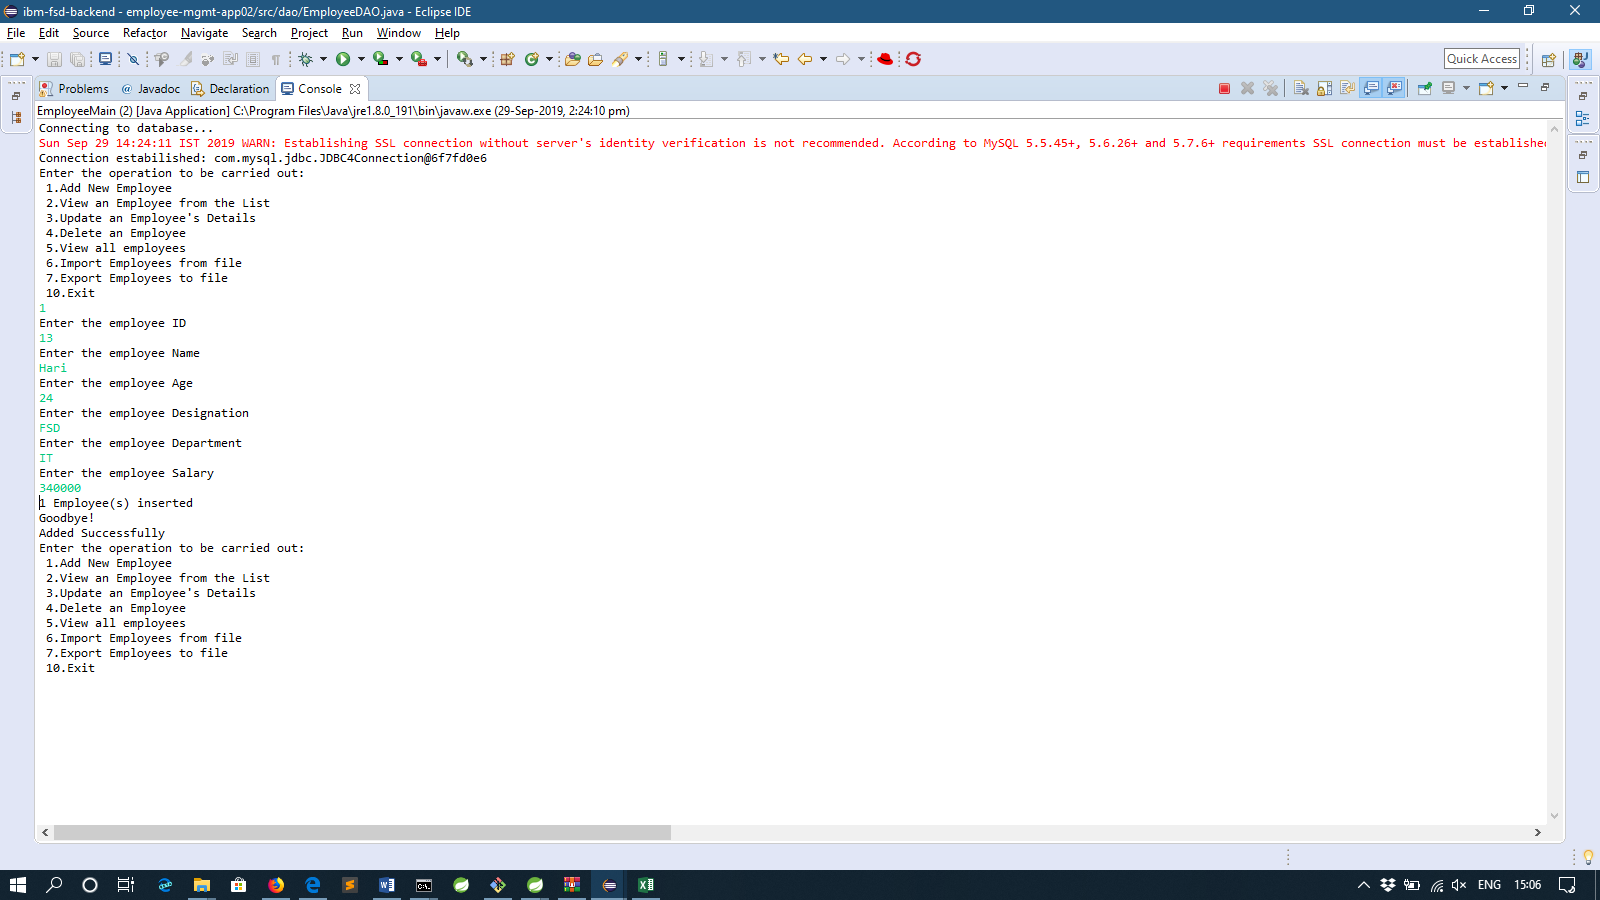 ibm-fsd-backend - employee-mgmt-app02/src/dao/EmployeeDAO.java - Eclipse IDE
File Edit Source Refactor Navigate Search Project Run Window Help
Quick Access
Problems @ Javadoc Declaration Console
EmployeeMain (2) [Java Application] C:\Program Files\Java\jre1.8.0_191\bin\javaw.exe (29-Sep-2019, 2:24:10 pm)
Connecting to database...
Sun Sep 29 14:24:11 IST 2019 WARN: Establishing SSL connection without server's identity verification is not recommended. According to MySQL 5.5.45+, 5.6.26+ and 5.7.6+ requirements SSL connection must be established
Connection estabilished: com.mysql.jdbc.JDBC4Connection@6f7fd0e6
Enter the operation to be carried out:
1.Add New Employee
2.View an Employee from the List
3.Update an Employee's Details
4.Delete an Employee
5.View all employees
6.Import Employees from file
7.Export Employees to file
10.Exit
1
Enter the employee ID
13
Enter the employee Name
Hari
Enter the employee Age
24
Enter the employee Designation
FSD
Enter the employee Department
IT
Enter the employee Salary
340000
1 Employee(s) inserted
Goodbye!
Added Successfully
Enter the operation to be carried out:
1.Add New Employee
2.View an Employee from the List
3.Update an Employee's Details
4.Delete an Employee
5.View all employees
6.Import Employees from file
7.Export Employees to file
10.Exit
ENG 15:06